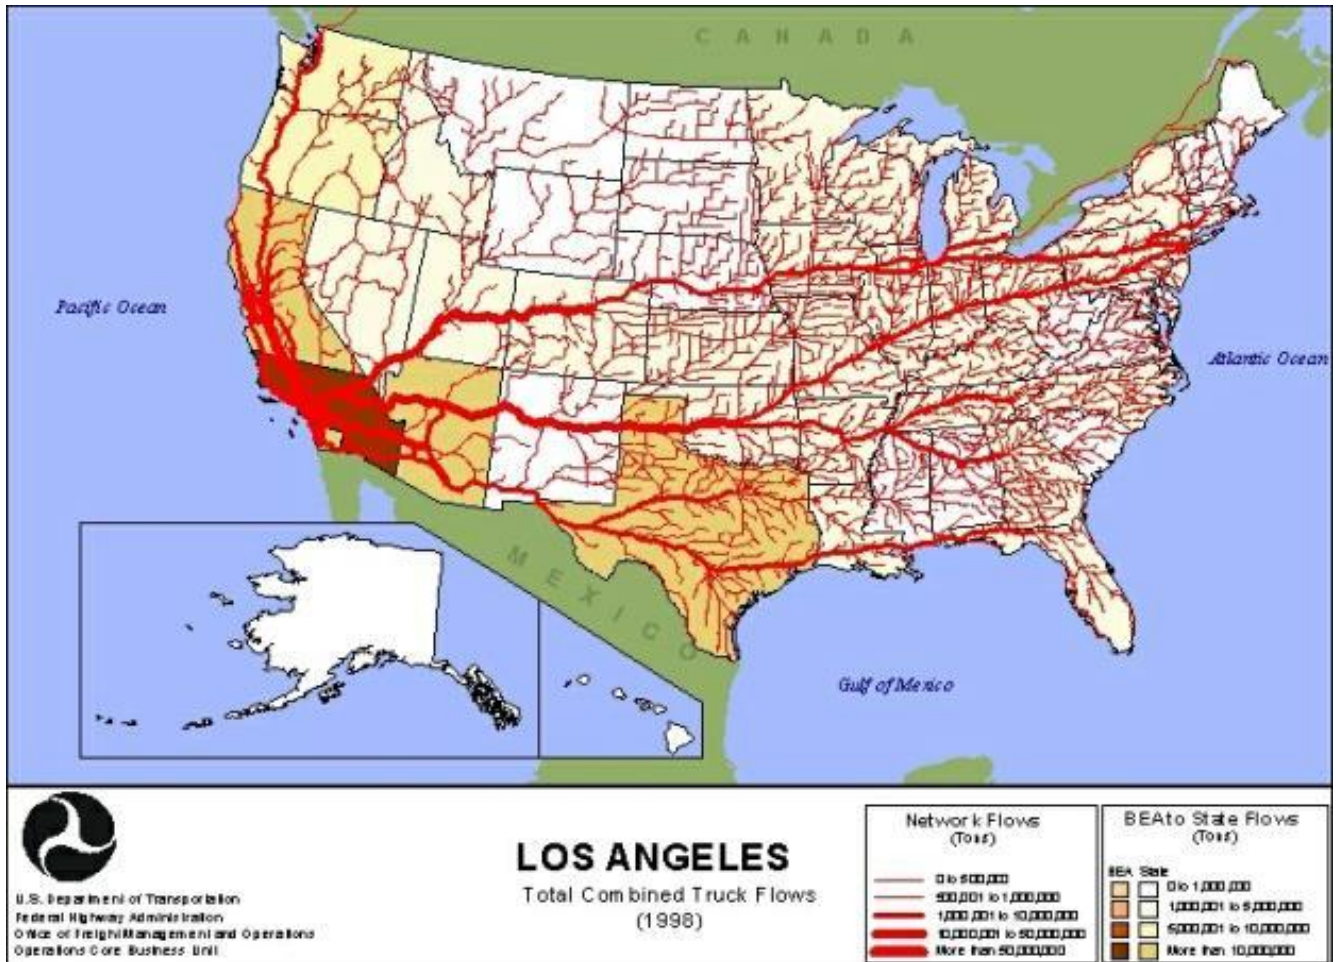 CANADA
Pacific Ocean
Atlantic Ocean
MEXICO
Gulf of Mexico
U.S. Department of Transportation
Federal Highway Administration
Office of Freight Management and Operations
Operations Core Business Unit
LOS ANGELES
Total Combined Truck Flows
(1998)
Network Flows
(Tons)
0 to 500,000
500,001 to 1,000,000
1,000,001 to 10,000,000
10,000,001 to 50,000,000
More than 50,000,000
BEA to State Flows
(Tons)
BEA State
0 to 1,000,000
1,000,001 to 5,000,000
5,000,001 to 10,000,000
More than 10,000,000